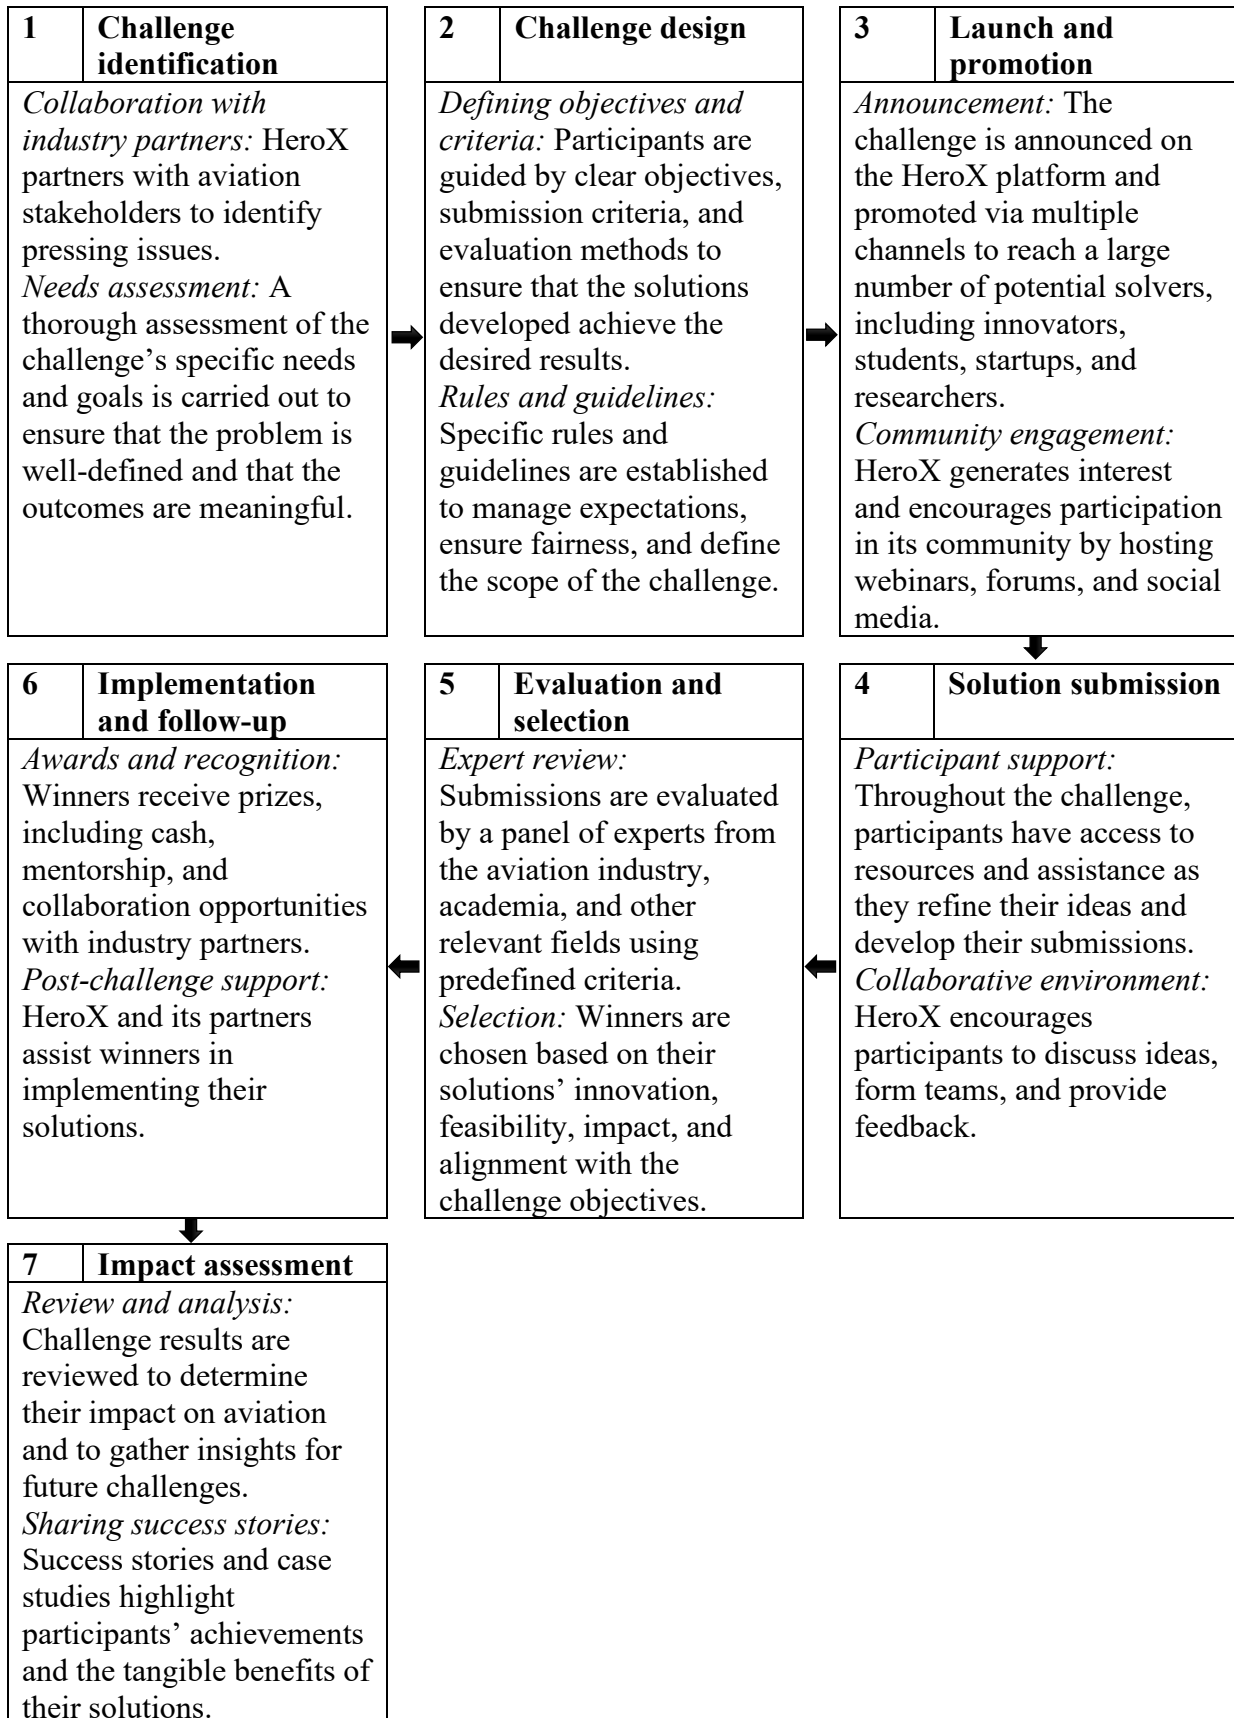 1 Challenge
identification
Collaboration with
industry partners: HeroX
partners with aviation
stakeholders to identify
pressing issues.
Needs assessment: A
thorough assessment of the
challenge’s specific needs
and goals is carried out to
ensure that the problem is
well-defined and that the
outcomes are meaningful.
2 Challenge design
Defining objectives and
criteria: Participants are
guided by clear objectives,
submission criteria, and
evaluation methods to
ensure that the solutions
developed achieve the
desired results.
Rules and guidelines:
Specific rules and
guidelines are established
to manage expectations,
ensure fairness, and define
the scope of the challenge.
3 Launch and
promotion
Announcement: The
challenge is announced on
the HeroX platform and
promoted via multiple
channels to reach a large
number of potential solvers,
including innovators,
students, startups, and
researchers.
Community engagement:
HeroX generates interest
and encourages participation
in its community by hosting
webinars, forums, and social
media.
4 Solution submission
Participant support:
Throughout the challenge,
participants have access to
resources and assistance as
they refine their ideas and
develop their submissions.
Collaborative environment:
HeroX encourages
participants to discuss ideas,
form teams, and provide
feedback.
5 Evaluation and
selection
Expert review:
Submissions are evaluated
by a panel of experts from
the aviation industry,
academia, and other
relevant fields using
predefined criteria.
Selection: Winners are
chosen based on their
solutions’ innovation,
feasibility, impact, and
alignment with the
challenge objectives.
6 Implementation
and follow-up
Awards and recognition:
Winners receive prizes,
including cash,
mentorship, and
collaboration opportunities
with industry partners.
Post-challenge support:
HeroX and its partners
assist winners in
implementing their
solutions.
7 Impact assessment
Review and analysis:
Challenge results are
reviewed to determine
their impact on aviation
and to gather insights for
future challenges.
Sharing success stories:
Success stories and case
studies highlight
participants’ achievements
and the tangible benefits of
their solutions.